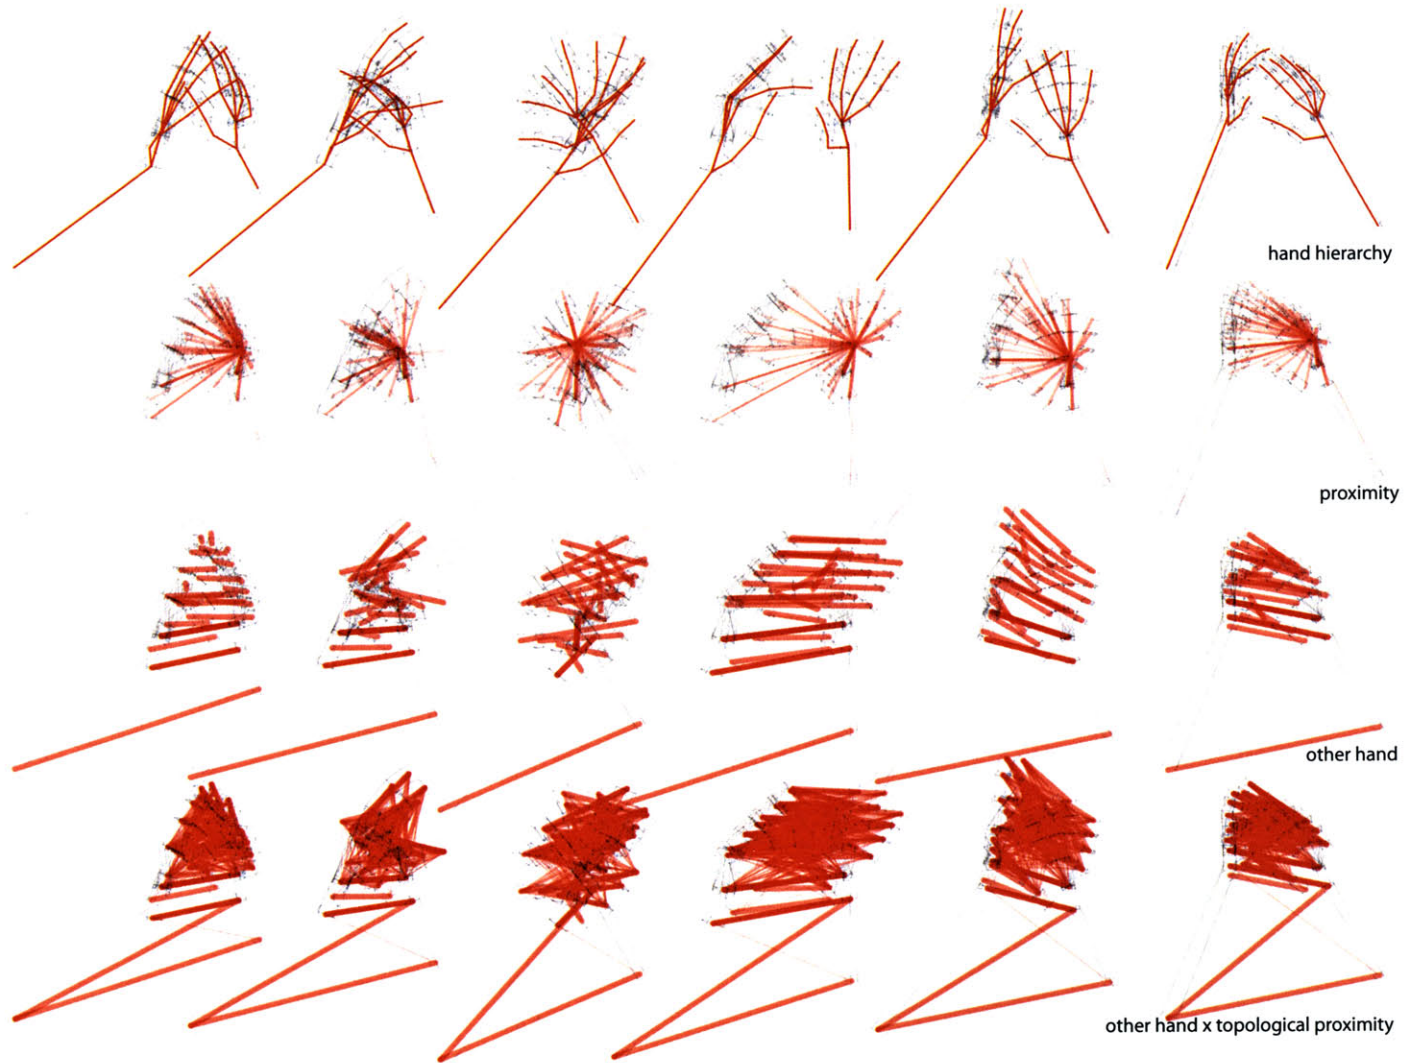 hand hierarchy
proximity
other hand
other hand x topological proximity